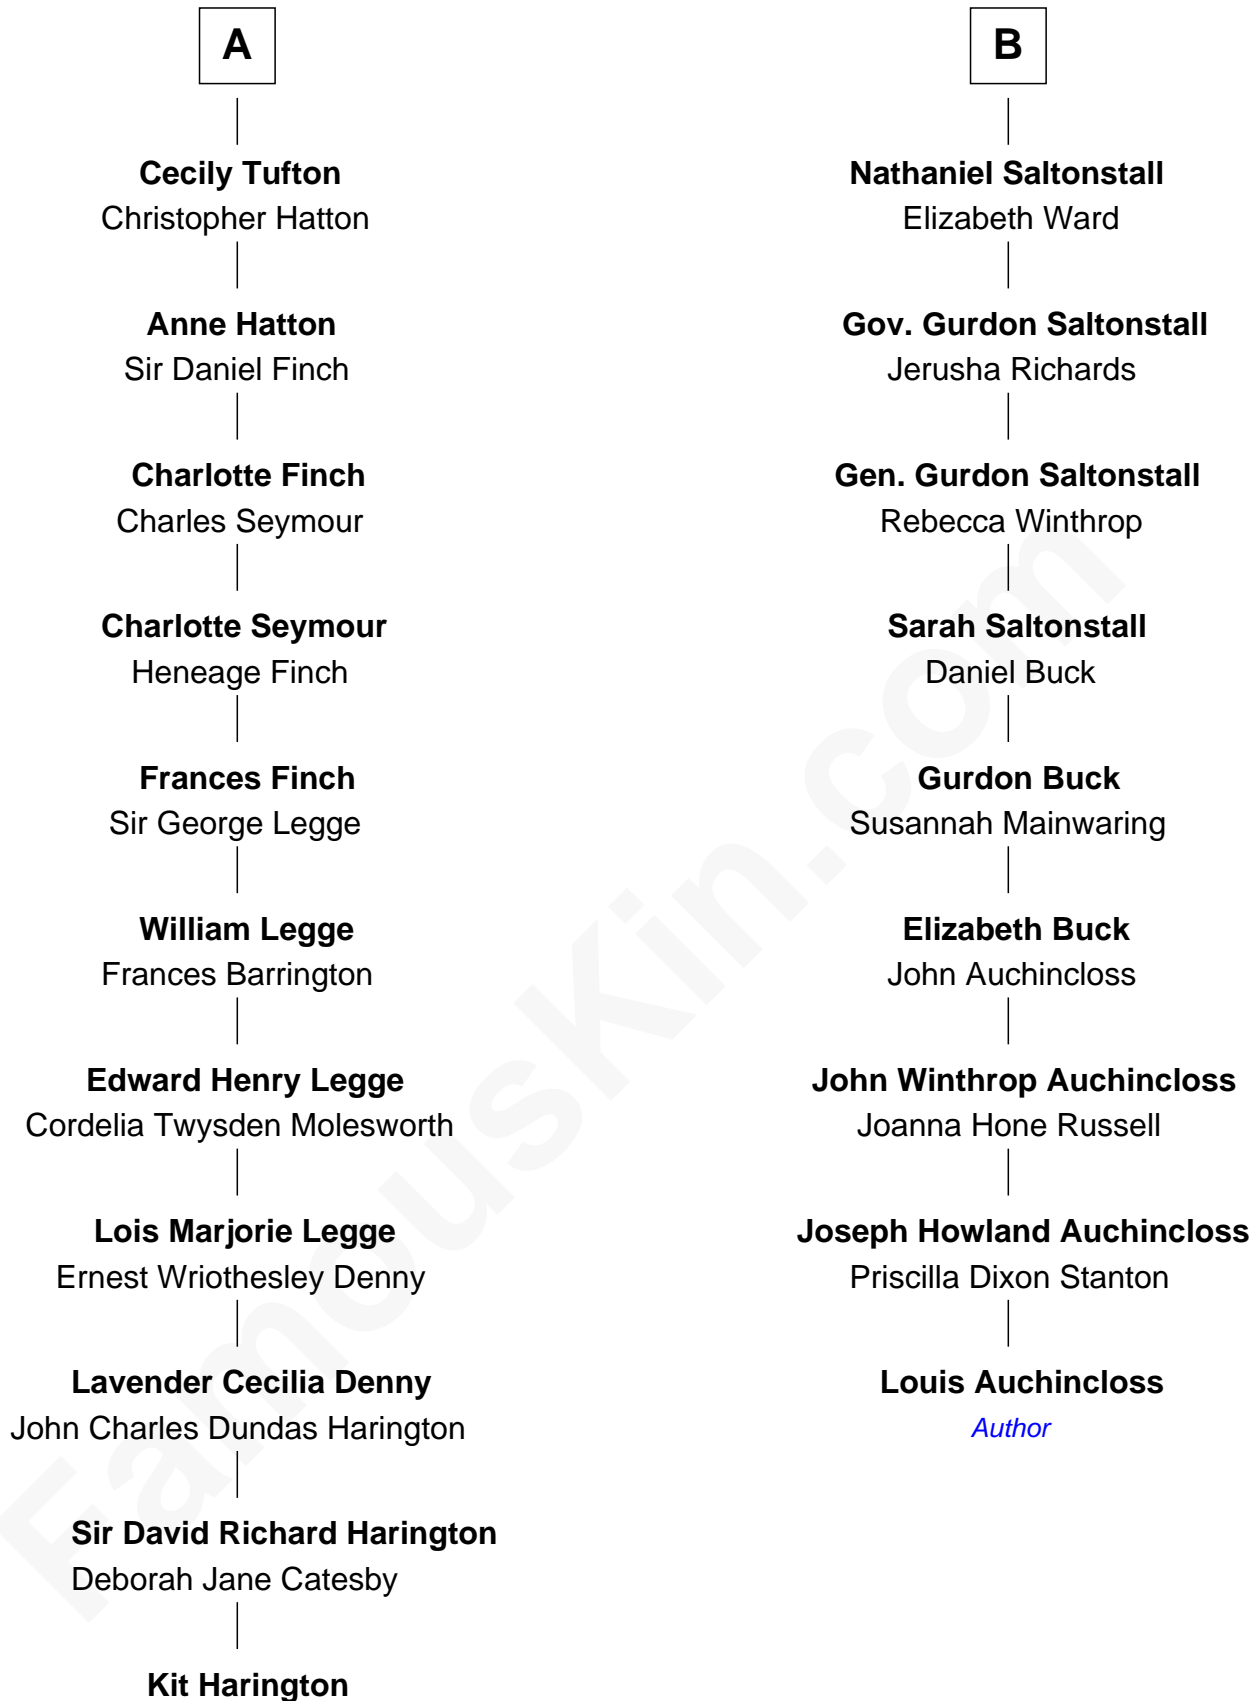 A
Cecily Tufton
Christopher Hatton
Anne Hatton
Sir Daniel Finch
Charlotte Finch
Charles Seymour
Charlotte Seymour
Heneage Finch
Frances Finch
Sir George Legge
William Legge
Frances Barrington
Edward Henry Legge
Cordelia Twysden Molesworth
Lois Marjorie Legge
Ernest Wriothesley Denny
Lavender Cecilia Denny
John Charles Dundas Harington
Sir David Richard Harington
Deborah Jane Catesby
Kit Harington
B
Nathaniel Saltonstall
Elizabeth Ward
Gov. Gurdon Saltonstall
Jerusha Richards
Gen. Gurdon Saltonstall
Rebecca Winthrop
Sarah Saltonstall
Daniel Buck
Gurdon Buck
Susannah Mainwaring
Elizabeth Buck
John Auchincloss
John Winthrop Auchincloss
Joanna Hone Russell
Joseph Howland Auchincloss
Priscilla Dixon Stanton
Louis Auchincloss
Author
FamousKin.com